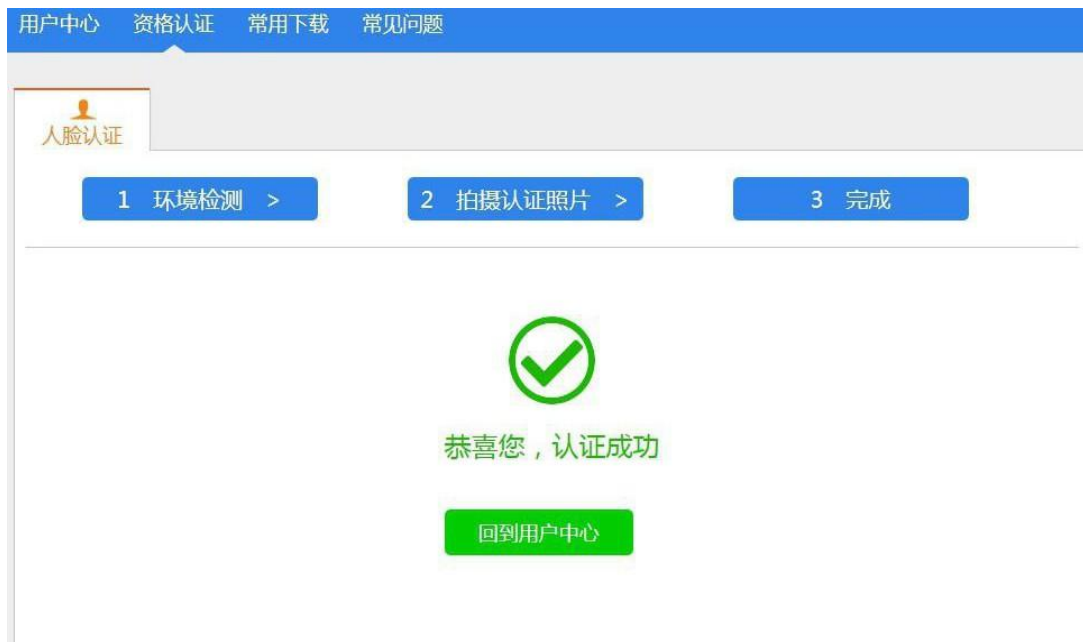 用户中心 资格认证 常用下载 常见问题
人脸认证
1 环境检测 > 2 拍摄认证照片 > 3 完成
恭喜您，认证成功
回到用户中心